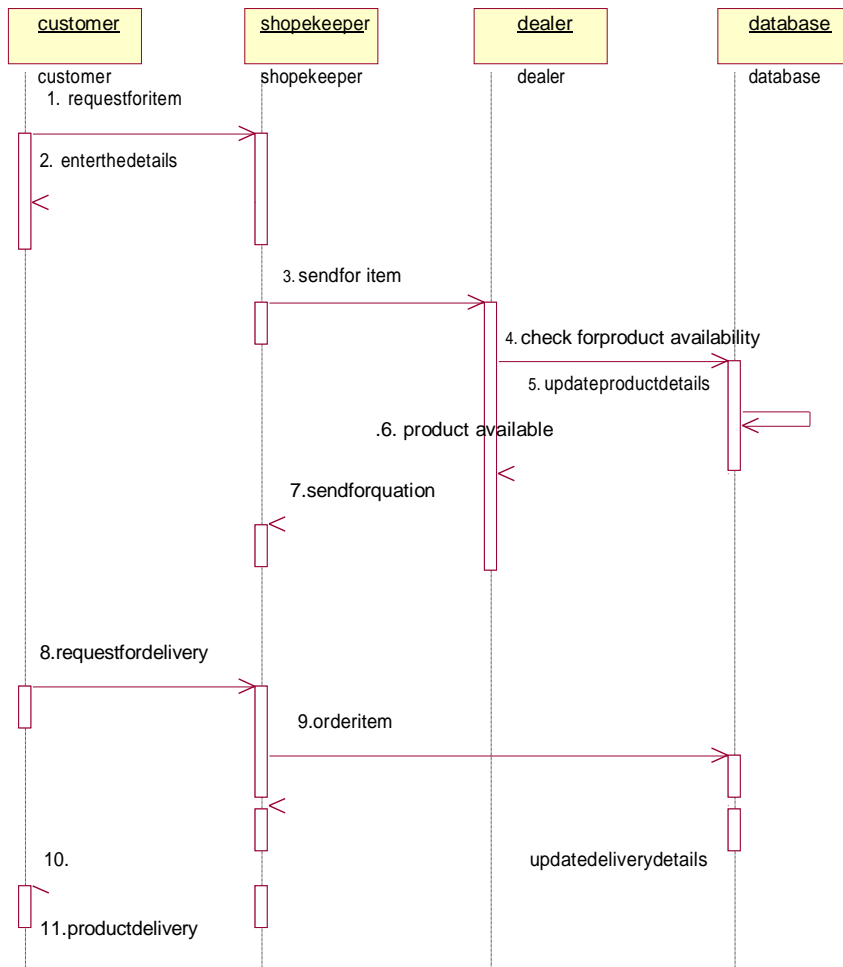 customer shopekeeper dealer database
customer shopekeeper dealer database
1. requestforitem
2. enterthedetails
3. sendfor item
4. check forproduct availability
5. updateproductdetails
.6. product available
7.sendforquation
8.requestfordelivery
9.orderitem
10. updatedeliverydetails
11.productdelivery